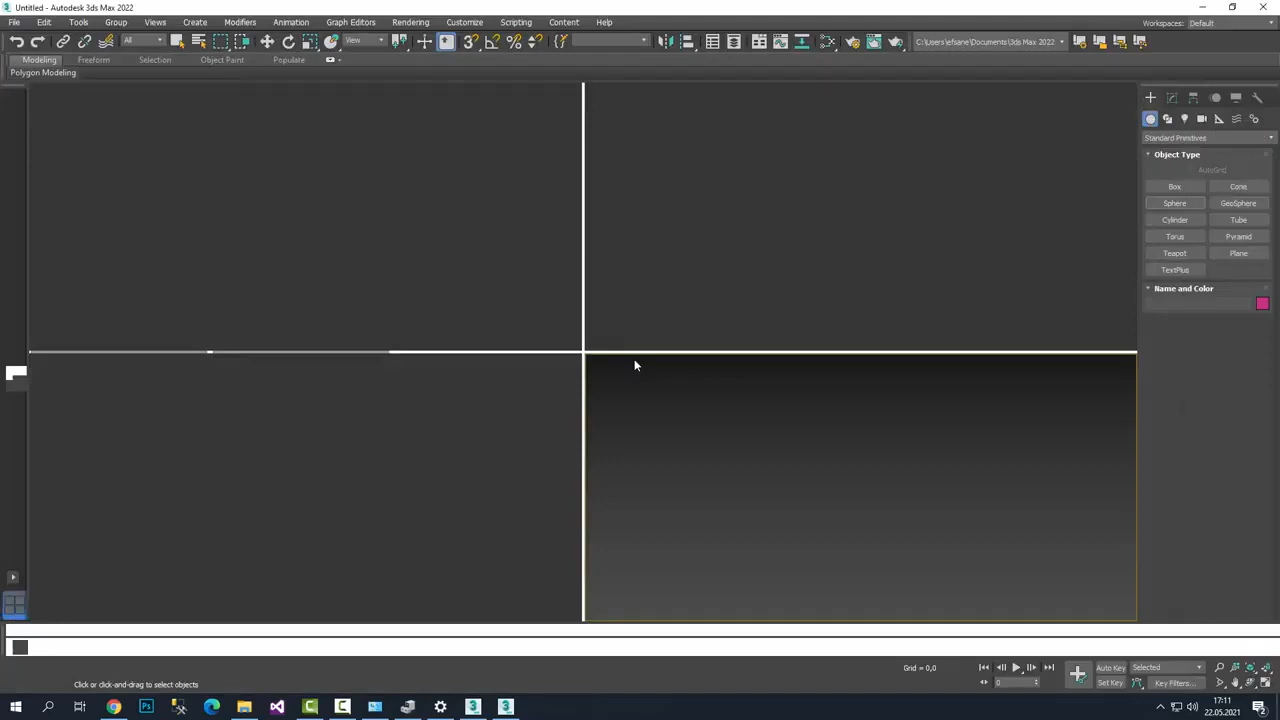 Untitled - Autodesk 3ds Max 2022
File Edit Tools Group Views Create Modifiers Animation Graph Editors Rendering Customize Scripting Content Help
Workspaces: Default
All
View
C:\Users\efsane\Documents\3ds Max 2022
Modeling Freeform Selection Object Paint Populate
Polygon Modeling
Standard Primitives
Object Type
AutoGrid
Box Cone
Sphere GeoSphere
Cylinder Tube
Torus Pyramid
Teapot Plane
TextPlus
Name and Color
Grid = 0,0
Auto Key Selected
Click or click-and-drag to select objects
0
Set Key Key Filters...
17:11
22.05.2021